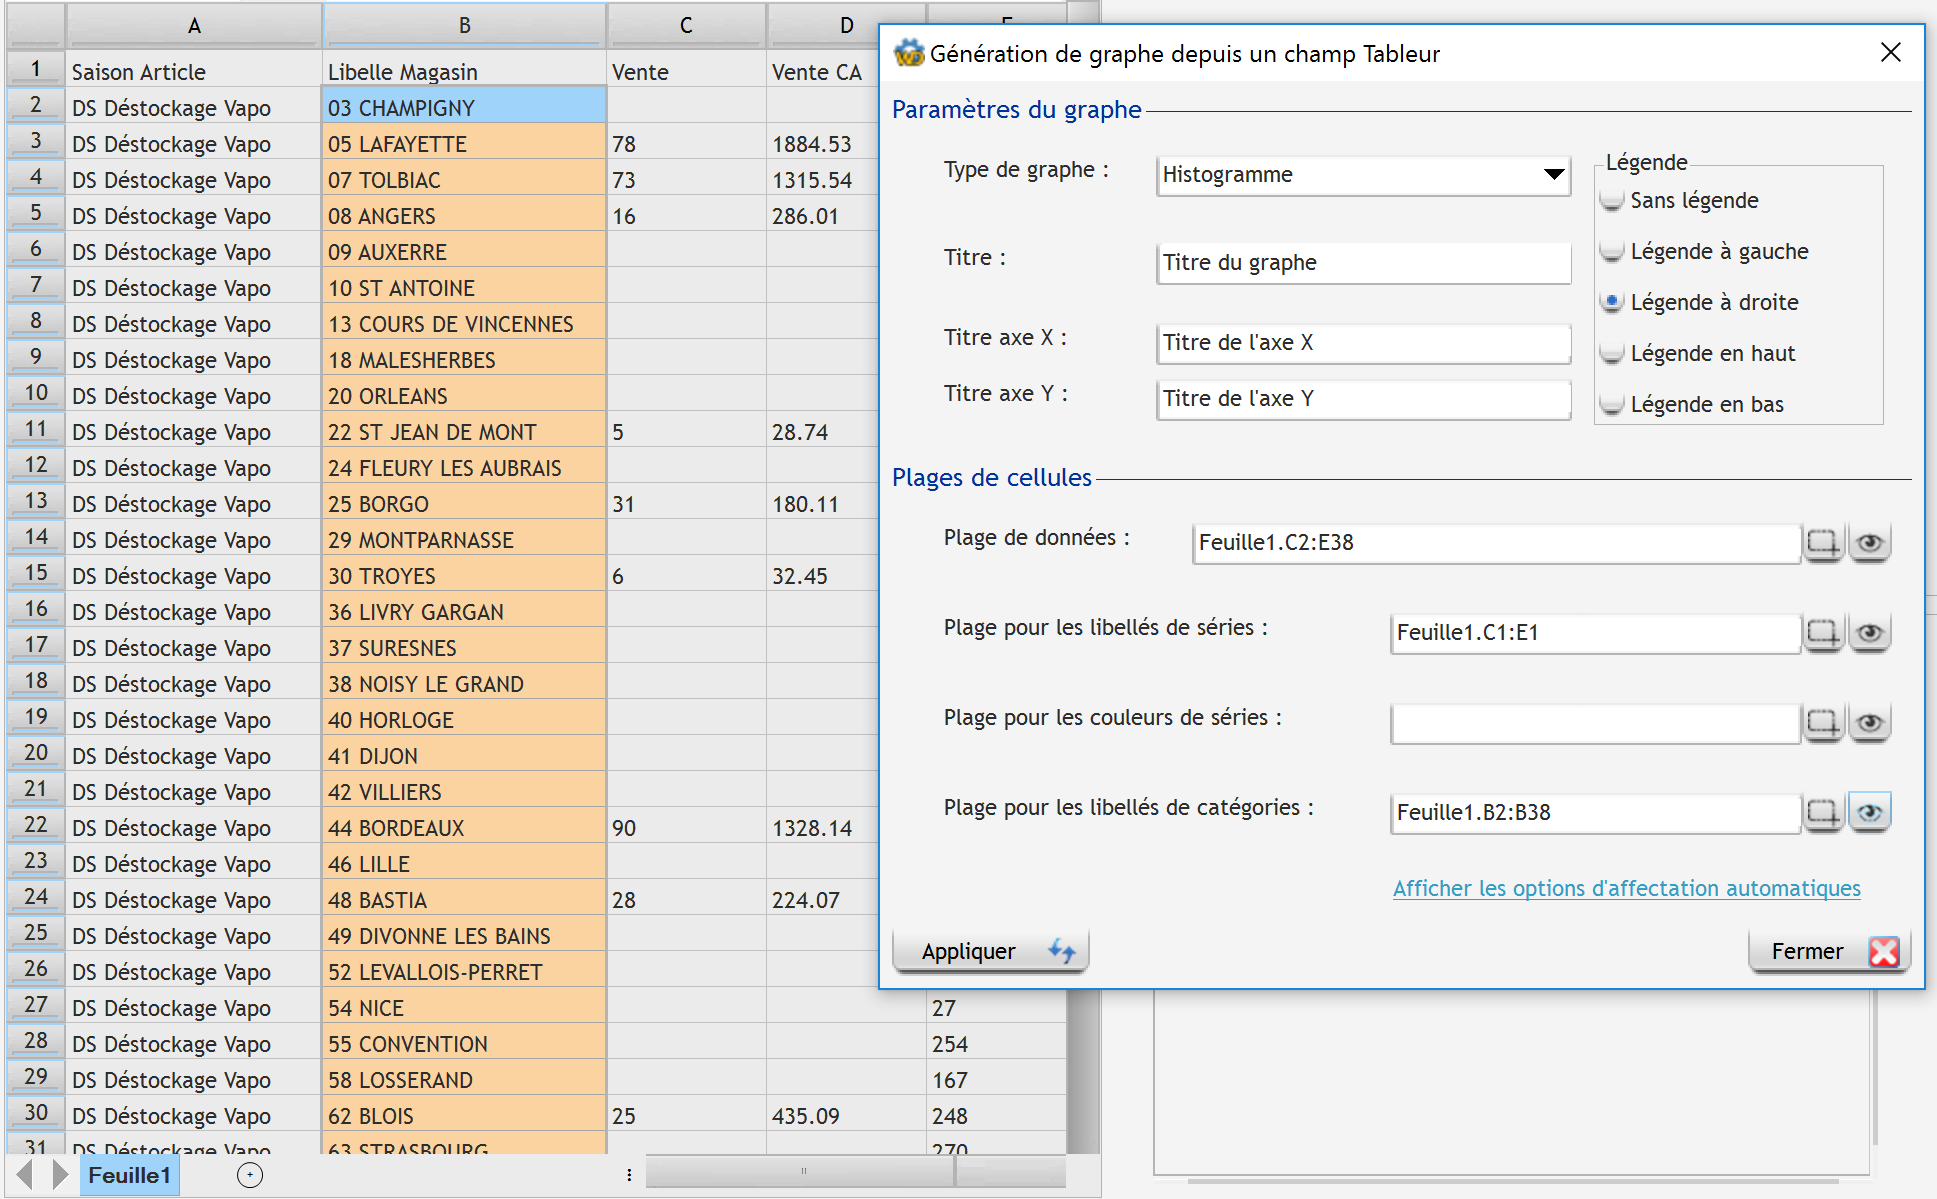 A B C D
1 Saison Article Libelle Magasin Vente Vente CA
2 DS Déstockage Vapo 03 CHAMPIGNY
3 DS Déstockage Vapo 05 LAFAYETTE 78 1884.53
4 DS Déstockage Vapo 07 TOLBIAC 73 1315.54
5 DS Déstockage Vapo 08 ANGERS 16 286.01
6 DS Déstockage Vapo 09 AUXERRE
7 DS Déstockage Vapo 10 ST ANTOINE
8 DS Déstockage Vapo 13 COURS DE VINCENNES
9 DS Déstockage Vapo 18 MALESHERBES
10 DS Déstockage Vapo 20 ORLEANS
11 DS Déstockage Vapo 22 ST JEAN DE MONT 5 28.74
12 DS Déstockage Vapo 24 FLEURY LES AUBRAIS
13 DS Déstockage Vapo 25 BORGO 31 180.11
14 DS Déstockage Vapo 29 MONTPARNASSE
15 DS Déstockage Vapo 30 TROYES 6 32.45
16 DS Déstockage Vapo 36 LIVRY GARGAN
17 DS Déstockage Vapo 37 SURESNES
18 DS Déstockage Vapo 38 NOISY LE GRAND
19 DS Déstockage Vapo 40 HORLOGE
20 DS Déstockage Vapo 41 DIJON
21 DS Déstockage Vapo 42 VILLIERS
22 DS Déstockage Vapo 44 BORDEAUX 90 1328.14
23 DS Déstockage Vapo 46 LILLE
24 DS Déstockage Vapo 48 BASTIA 28 224.07
25 DS Déstockage Vapo 49 DIVONNE LES BAINS
26 DS Déstockage Vapo 52 LEVALLOIS-PERRET
27 DS Déstockage Vapo 54 NICE 27
28 DS Déstockage Vapo 55 CONVENTION 254
29 DS Déstockage Vapo 58 LOSSERAND 167
30 DS Déstockage Vapo 62 BLOIS 25 435.09 248
31 DS Déstockage Vapo 63 STRASBOURG 270
Feuille1
Génération de graphe depuis un champ Tableur
Paramètres du graphe
Type de graphe : Histogramme
Titre : Titre du graphe
Titre axe X : Titre de l'axe X
Titre axe Y : Titre de l'axe Y
Légende
Sans légende
Légende à gauche
Légende à droite
Légende en haut
Légende en bas
Plages de cellules
Plage de données : Feuille1.C2:E38
Plage pour les libellés de séries : Feuille1.C1:E1
Plage pour les couleurs de séries :
Plage pour les libellés de catégories : Feuille1.B2:B38
Afficher les options d'affectation automatiques
Appliquer Fermer